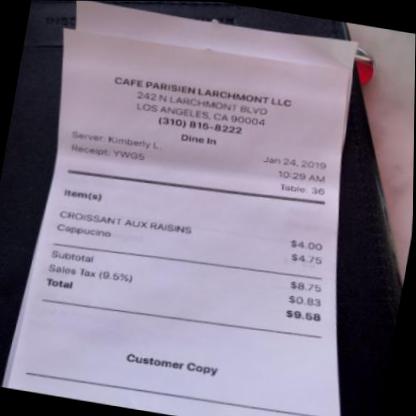 CAFE PARISIEN LARCHMONT LLC
242 N LARCHMONT BLVD
LOS ANGELES, CA 90004
(310) 816-8222
Dine In
Server: Kimberly L. Jan 24, 2019
Receipt: YWG5 10:29 AM
Table: 36
Item(s)
CROISSANT AUX RAISINS $4.00
Cappucino $4.75
Subtotal $8.75
Sales Tax (9.5%) $0.83
Total $9.58
Customer Copy